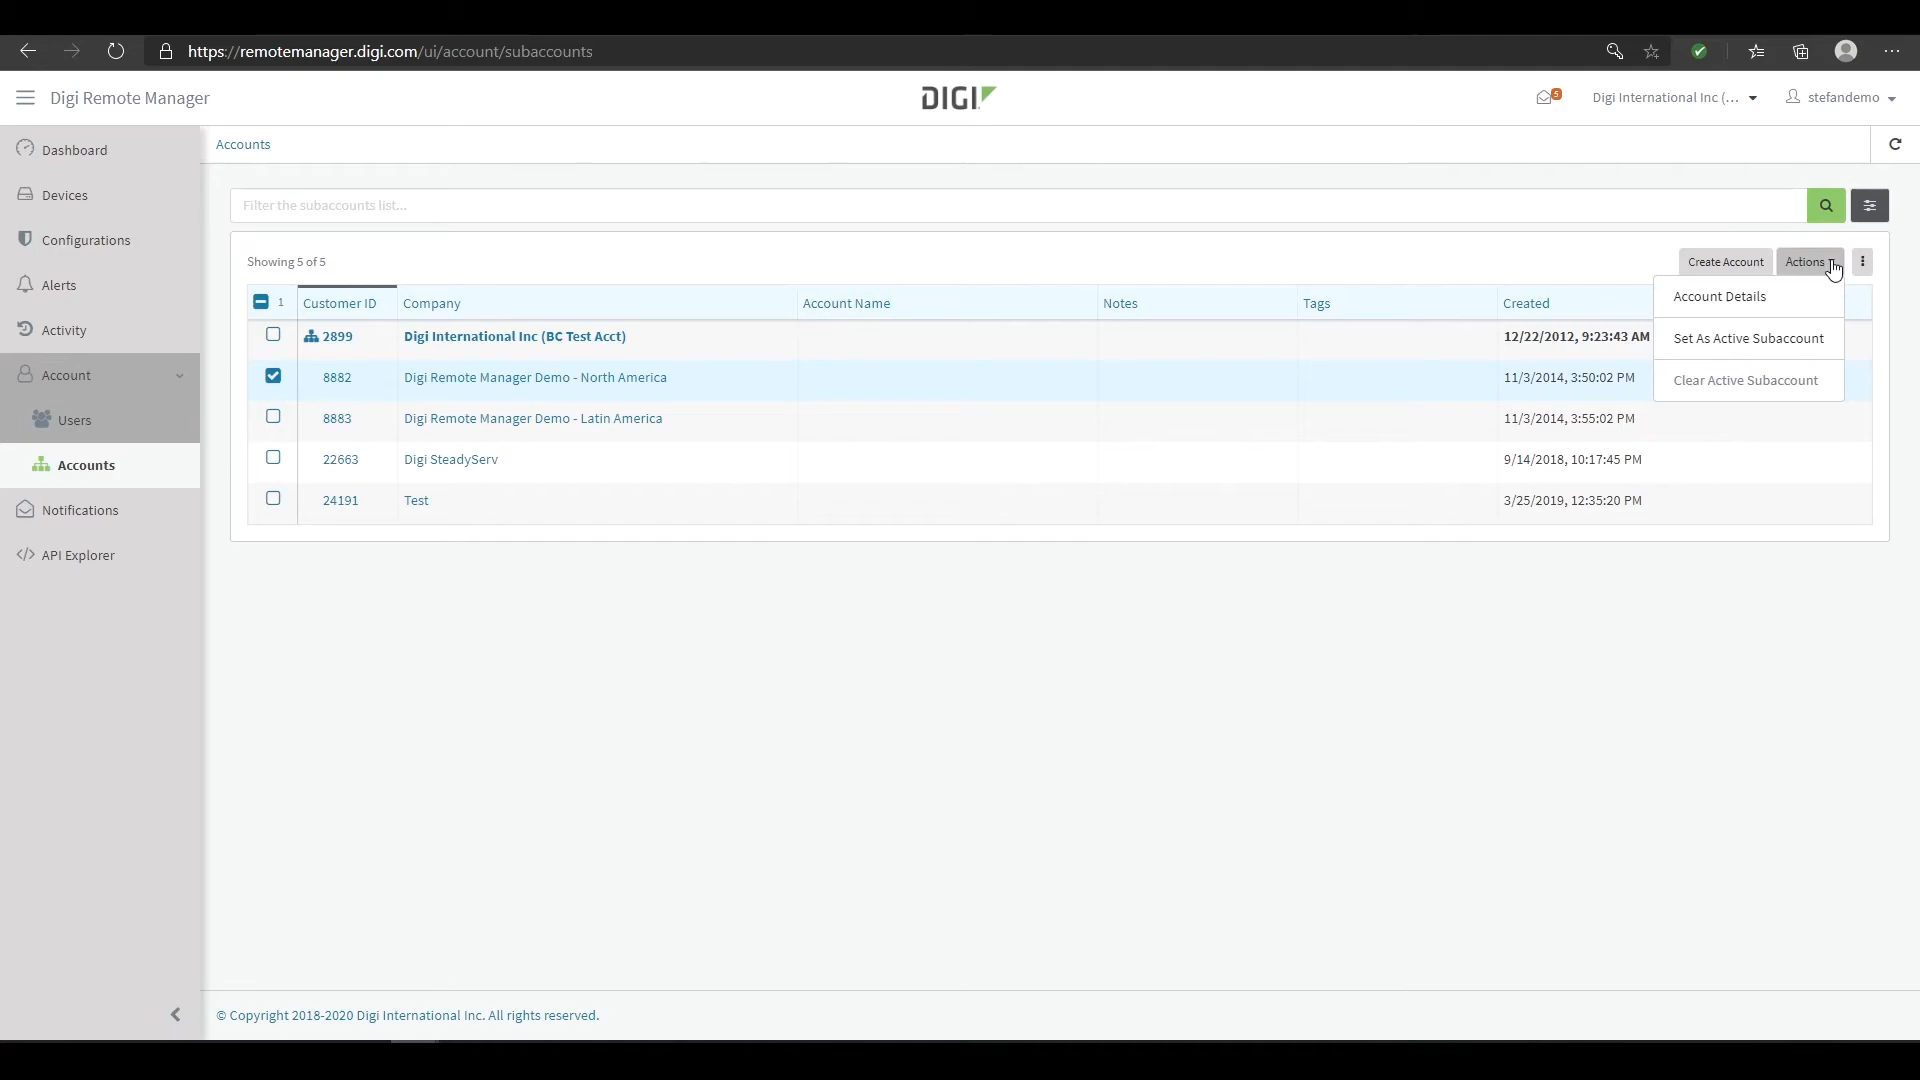 https://remotemanager.digi.com/ui/account/subaccounts
Digi Remote Manager
DIGI
5
Digi International Inc (...
stefandemo
Dashboard
Devices
Configurations
Alerts
Activity
Account
Users
Accounts
Notifications
API Explorer
Accounts
Filter the subaccounts list...
Showing 5 of 5
Create Account
Actions
Account Details
Set As Active Subaccount
Clear Active Subaccount
1 Customer ID Company Account Name Notes Tags Created
2899 Digi International Inc (BC Test Acct) 12/22/2012, 9:23:43 AM
8882 Digi Remote Manager Demo - North America 11/3/2014, 3:50:02 PM
8883 Digi Remote Manager Demo - Latin America 11/3/2014, 3:55:02 PM
22663 Digi SteadyServ 9/14/2018, 10:17:45 PM
24191 Test 3/25/2019, 12:35:20 PM
© Copyright 2018-2020 Digi International Inc. All rights reserved.